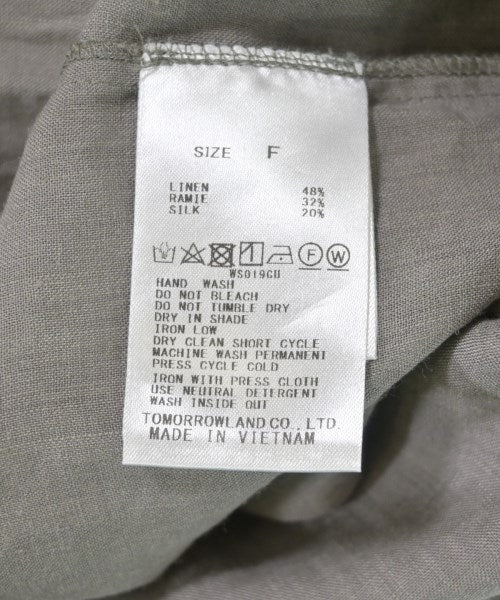 SIZE F
LINEN 48%
RAMIE 32%
SILK 20%
F W
WS019GU
HAND WASH
DO NOT BLEACH
DO NOT TUMBLE DRY
DRY IN SHADE
IRON LOW
DRY CLEAN SHORT CYCLE
MACHINE WASH PERMANENT
PRESS CYCLE COLD
IRON WITH PRESS CLOTH
USE NEUTRAL DETERGENT
WASH INSIDE OUT
TOMORROWLAND CO., LTD.
MADE IN VIETNAM